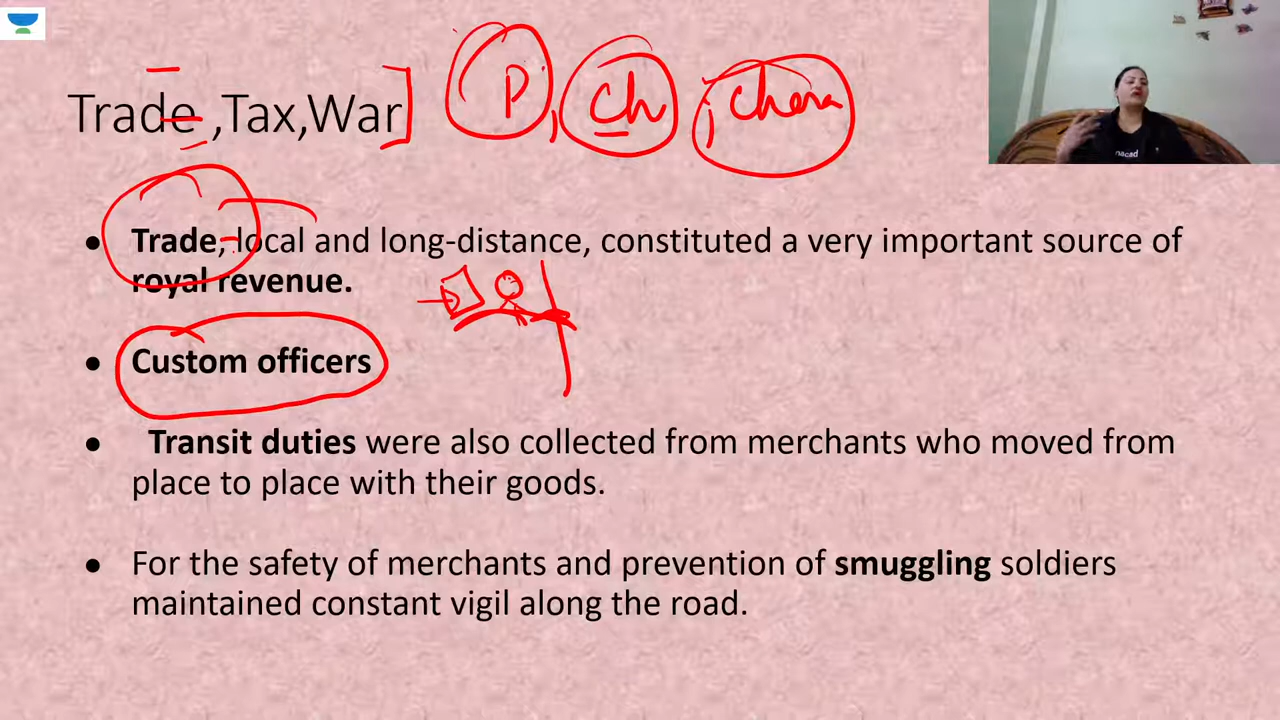 Trade ,Tax,War] P , Ch ; Chera
● Trade, local and long-distance, constituted a very important source of
royal revenue.
● Custom officers
● Transit duties were also collected from merchants who moved from
place to place with their goods.
● For the safety of merchants and prevention of smuggling soldiers
maintained constant vigil along the road.